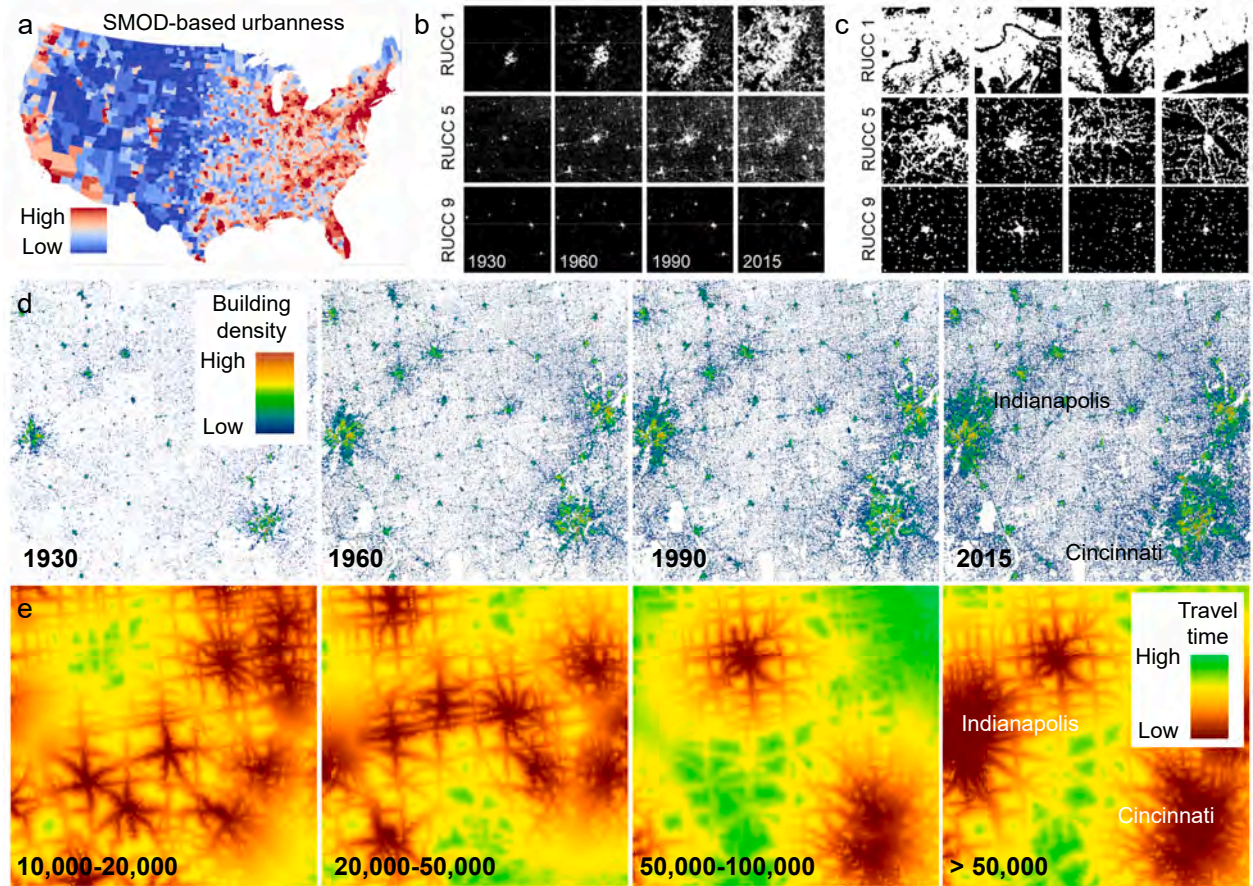 a
SMOD-based urbanness
High
Low
b
RUCC 1
RUCC 5
RUCC 9
1930
1960
1990
2015
c
RUCC 1
RUCC 5
RUCC 9
d
Building
density
High
Low
1930
1960
1990
Indianapolis
Cincinnati
2015
e
10,000-20,000
20,000-50,000
50,000-100,000
Travel
time
High
Low
Indianapolis
Cincinnati
> 50,000